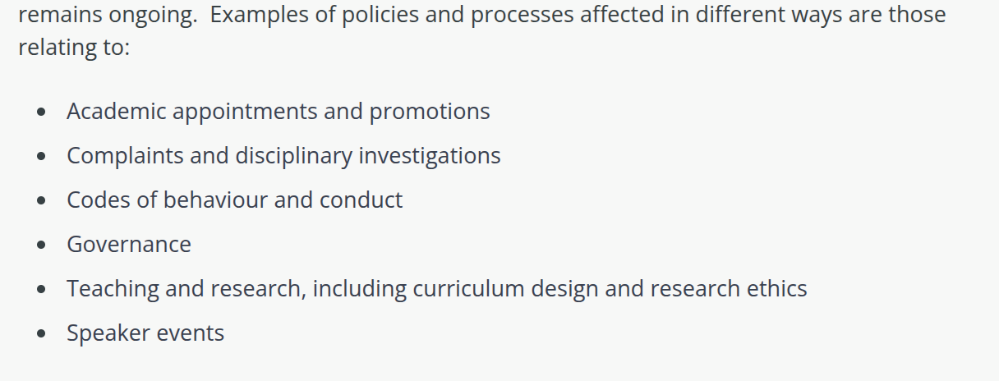 remains ongoing.  Examples of policies and processes affected in different ways are those
relating to:
• Academic appointments and promotions
• Complaints and disciplinary investigations
• Codes of behaviour and conduct
• Governance
• Teaching and research, including curriculum design and research ethics
• Speaker events